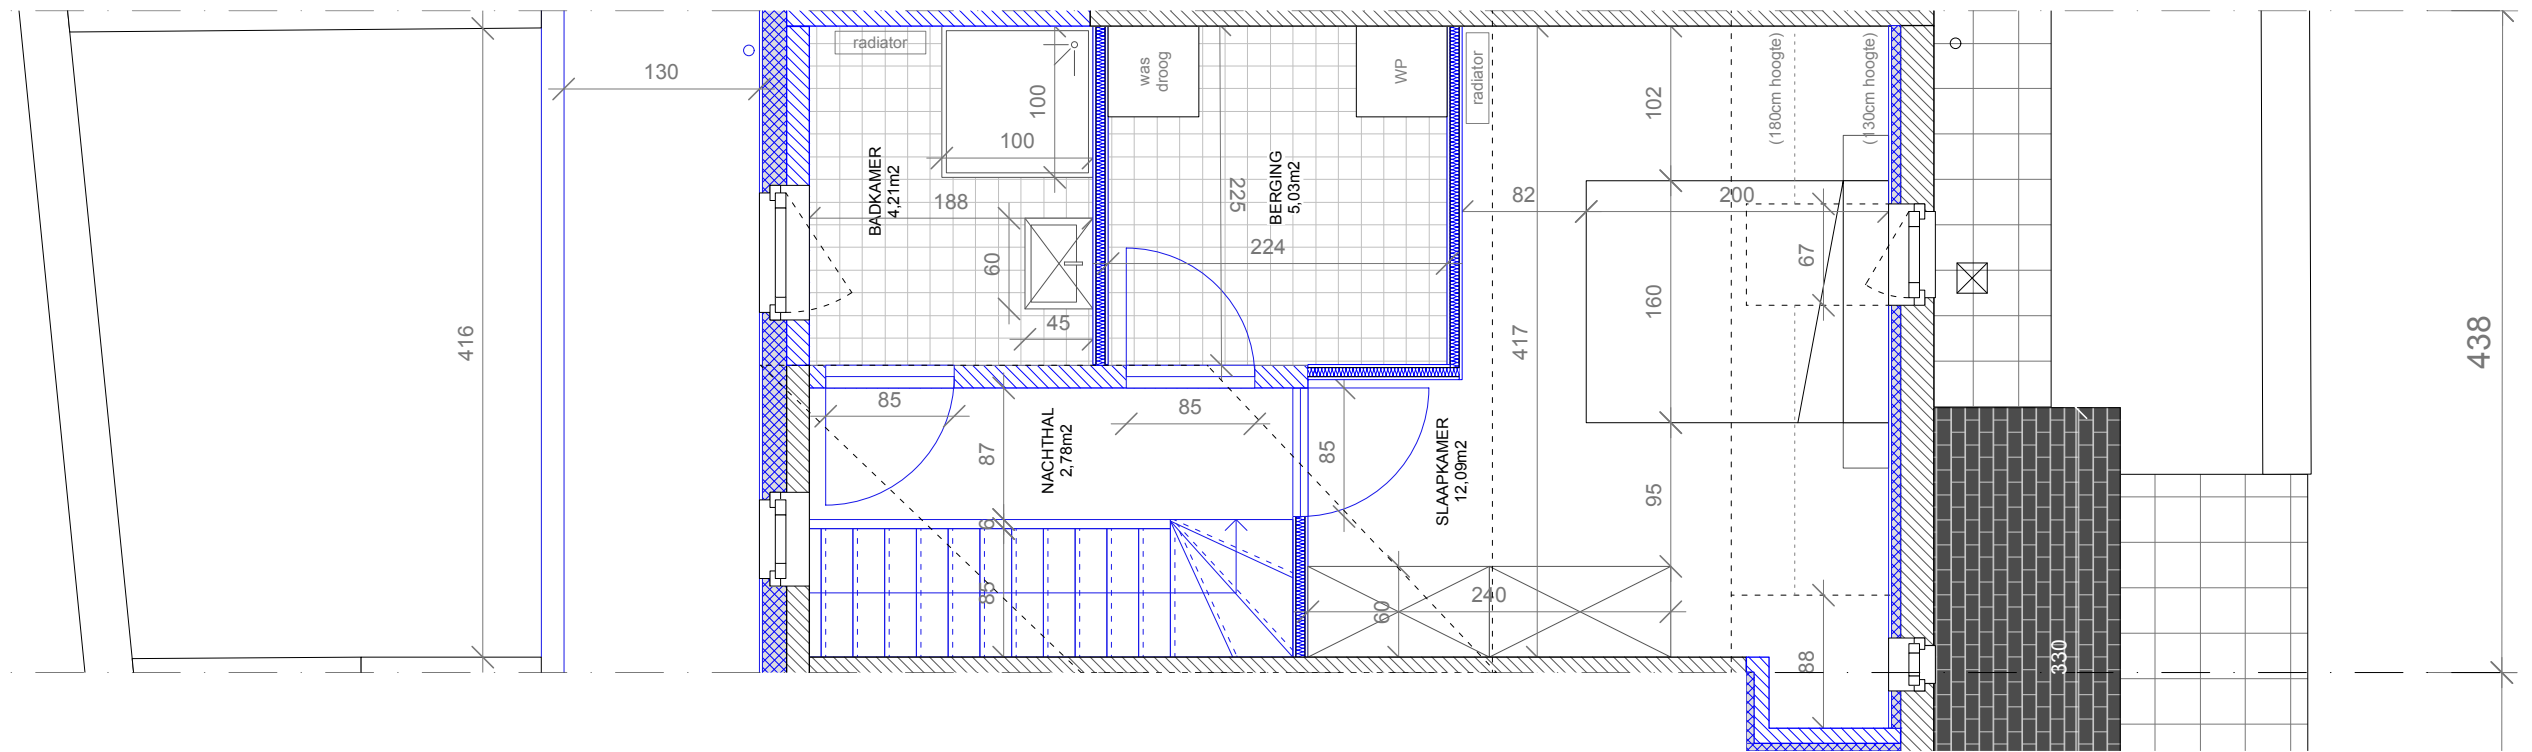 radiator
130
416
100
100
BADKAMER
4,21m2
188
60
45
was
droog
WP
225
BERGING
5,03m2
224
radiator
82
417
102
(180cm hoogte)
(130cm hoogte)
200
67
160
438
85
85
NACHTHAL
2,78m2
87
6
85
85
SLAAPKAMER
12,09m2
95
60
240
88
330